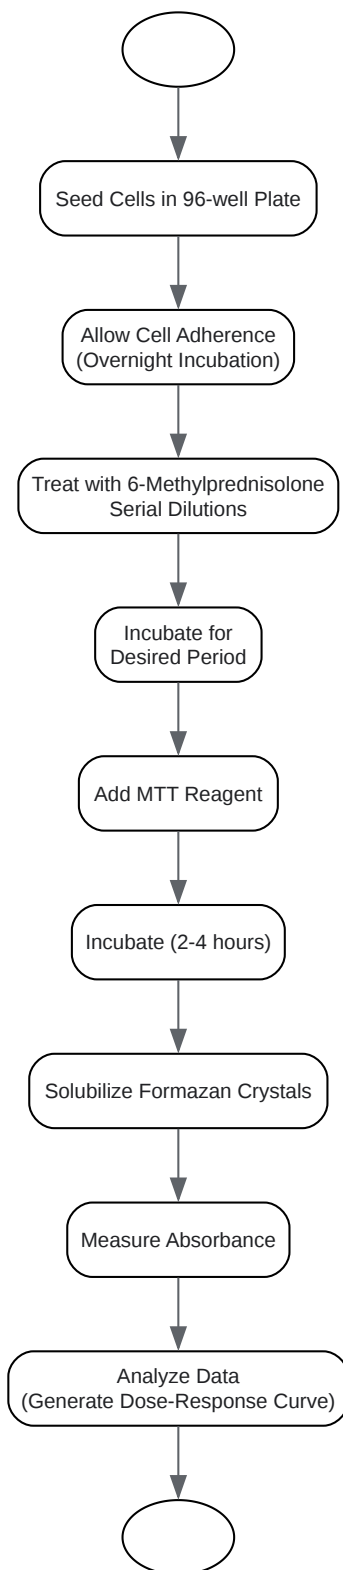 Seed Cells in 96-well Plate
Allow Cell Adherence
(Overnight Incubation)
Treat with 6-Methylprednisolone
Serial Dilutions
Incubate for
Desired Period
Add MTT Reagent
Incubate (2-4 hours)
Solubilize Formazan Crystals
Measure Absorbance
Analyze Data
(Generate Dose-Response Curve)